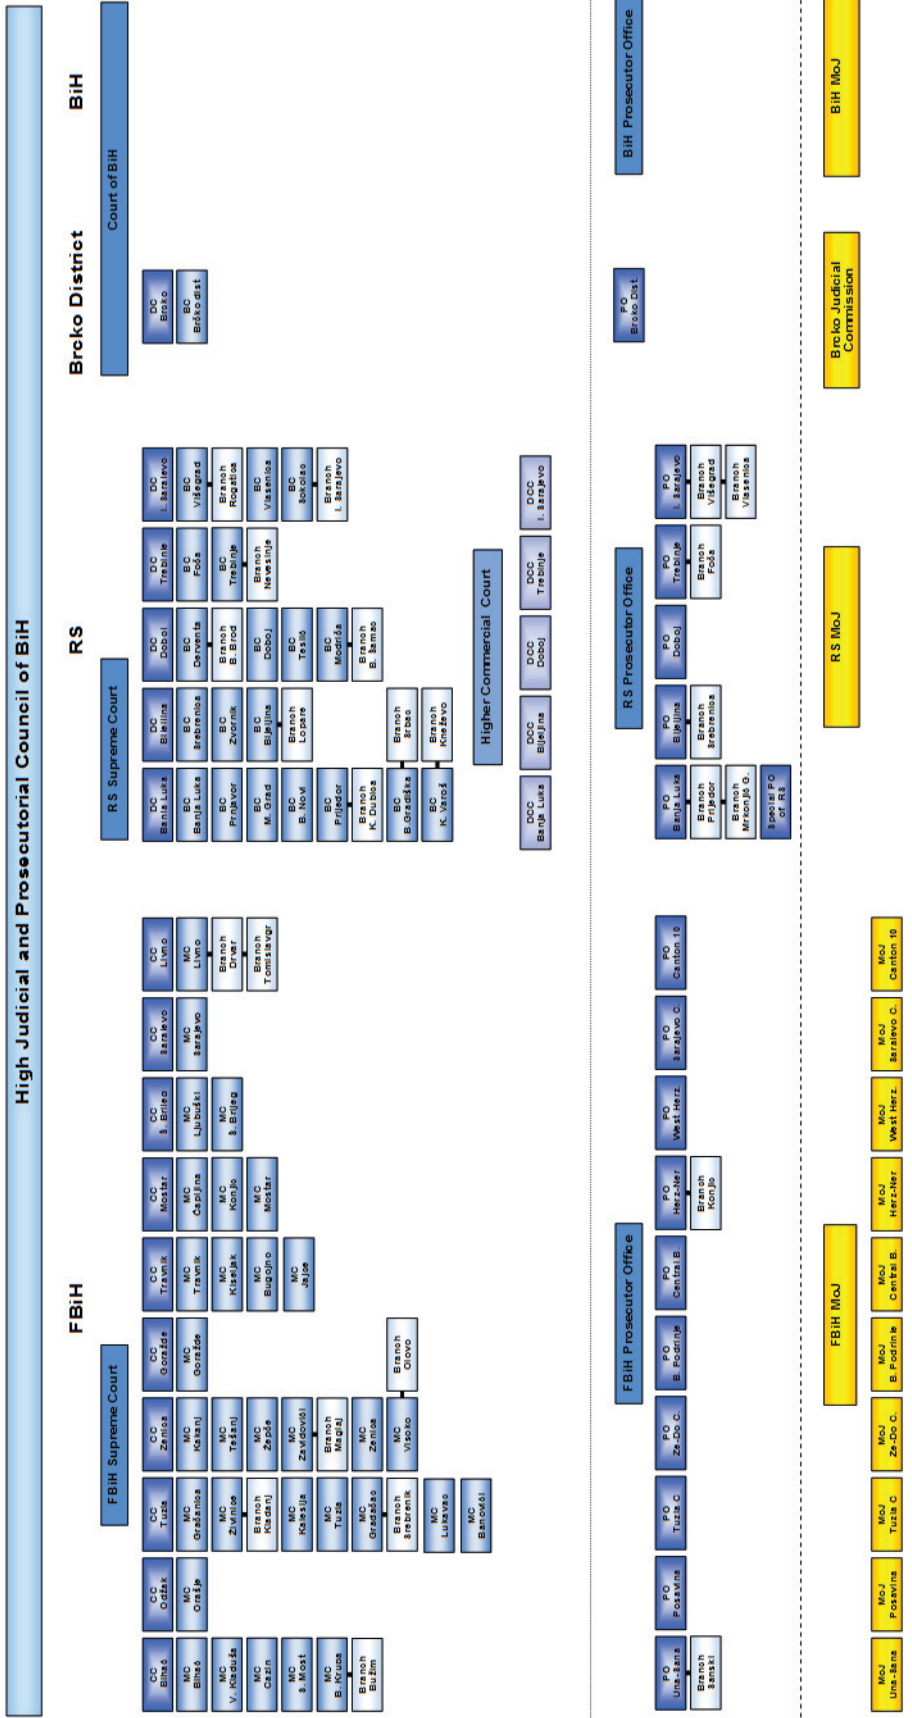 High Judicial and Prosecutorial Council of BiH
FBiH
RS
Brcko District
BiH
FBiH Supreme Court
RS Supreme Court
Court of BiH
CC
Bihać
MC
Bihać
MC
V. Kladuša
MC
Cazin
MC
S. Most
MC
B. Krupa
Branch
Bužim
CC
Odžak
MC
Orašje
CC
Tuzla
MC
Gračanica
MC
Živinice
Branch
Kladanj
MC
Kalesija
MC
Tuzla
MC
Gradačac
Branch
Srebrenik
MC
Lukavac
MC
Banovići
CC
Zenica
MC
Kakanj
MC
Tešanj
MC
Žepče
MC
Zavidovići
Branch
Maglaj
MC
Zenica
MC
Visoko
Branch
Olovo
CC
Goražde
MC
Goražde
CC
Travnik
MC
Travnik
MC
Kiseljak
MC
Bugojno
MC
Jajce
CC
Mostar
MC
Čapljina
MC
Konjic
MC
Mostar
CC
Š. Brijeg
MC
Ljubuški
MC
Š. Brijeg
CC
Sarajevo
MC
Sarajevo
CC
Livno
MC
Livno
Branch
Drvar
Branch
Tomislavgr
DC
Banja Luka
BC
Banja Luka
BC
Prnjavor
BC
M. Grad
BC
B. Novi
BC
Prijedor
Branch
K. Dubica
BC
B.Gradiška
Branch
Srbac
BC
K. Varoš
Branch
Kneževo
DC
Bijeljina
BC
Srebrenica
BC
Zvornik
BC
Bijeljina
Branch
Lopare
DC
Doboj
BC
Derventa
Branch
B. Brod
BC
Doboj
BC
Teslić
BC
Modriča
Branch
B. Šamac
DC
Trebinje
BC
Foča
BC
Trebinje
Branch
Nevesinje
DC
I. Sarajevo
BC
Višegrad
Branch
Rogatica
BC
Vlasenica
BC
Sokolac
Branch
I. Sarajevo
DC
Brcko
BC
Brčko dist
Higher Commercial Court
DCC
Banja Luka
DCC
Bijeljina
DCC
Doboj
DCC
Trebinje
DCC
I. Sarajevo
FBiH Prosecutor Office
RS Prosecutor Office
PO
Brcko Dist.
BiH Prosecutor Office
PO
Una-Sana
Branch
Sanski
PO
Posavina
PO
Tuzla C
PO
Ze-Do C.
PO
B. Podrinje
PO
Central B.
PO
Herz-Ner
Branch
Konjic
PO
West Herz.
PO
Sarajevo C.
PO
Canton 10
PO
Banja Luka
Branch
Prijedor
Branch
Mrkonjić G.
Special PO
of RS
PO
Bijeljina
Branch
Srebrenica
PO
Doboj
PO
Trebinje
Branch
Foča
PO
I. Sarajevo
Branch
Višegrad
Branch
Vlasenica
FBiH MoJ
RS MoJ
Brcko Judicial
Commission
BiH MoJ
MoJ
Una-Sana
MoJ
Posavina
MoJ
Tuzla C
MoJ
Ze-Do C.
MoJ
B. Podrinje
MoJ
Central B.
MoJ
Herz-Ner
MoJ
West Herz.
MoJ
Sarajevo C.
MoJ
Canton 10